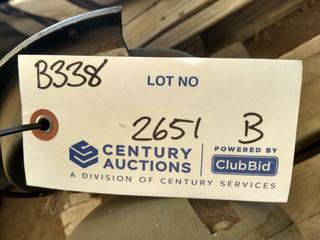 B338
LOT NO
2651 B
CENTURY AUCTIONS
POWERED BY
ClubBid
A DIVISION OF CENTURY SERVICES